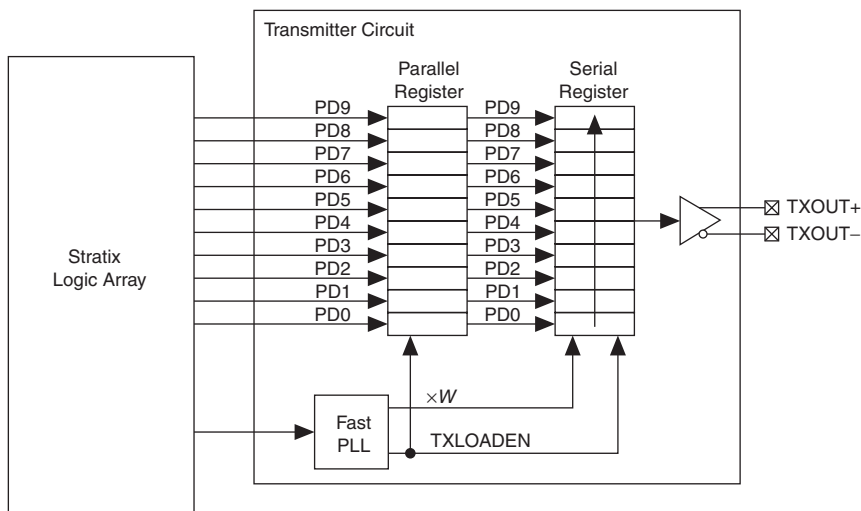 Transmitter Circuit
Parallel
Register
Serial
Register
PD9
PD9
PD8
PD8
PD7
PD7
PD6
PD6
PD5
PD5
PD4
PD4
PD3
PD3
PD2
PD2
PD1
PD1
PD0
PD0
Stratix
Logic Array
TXOUT+
TXOUT−
×W
Fast
PLL
TXLOADEN